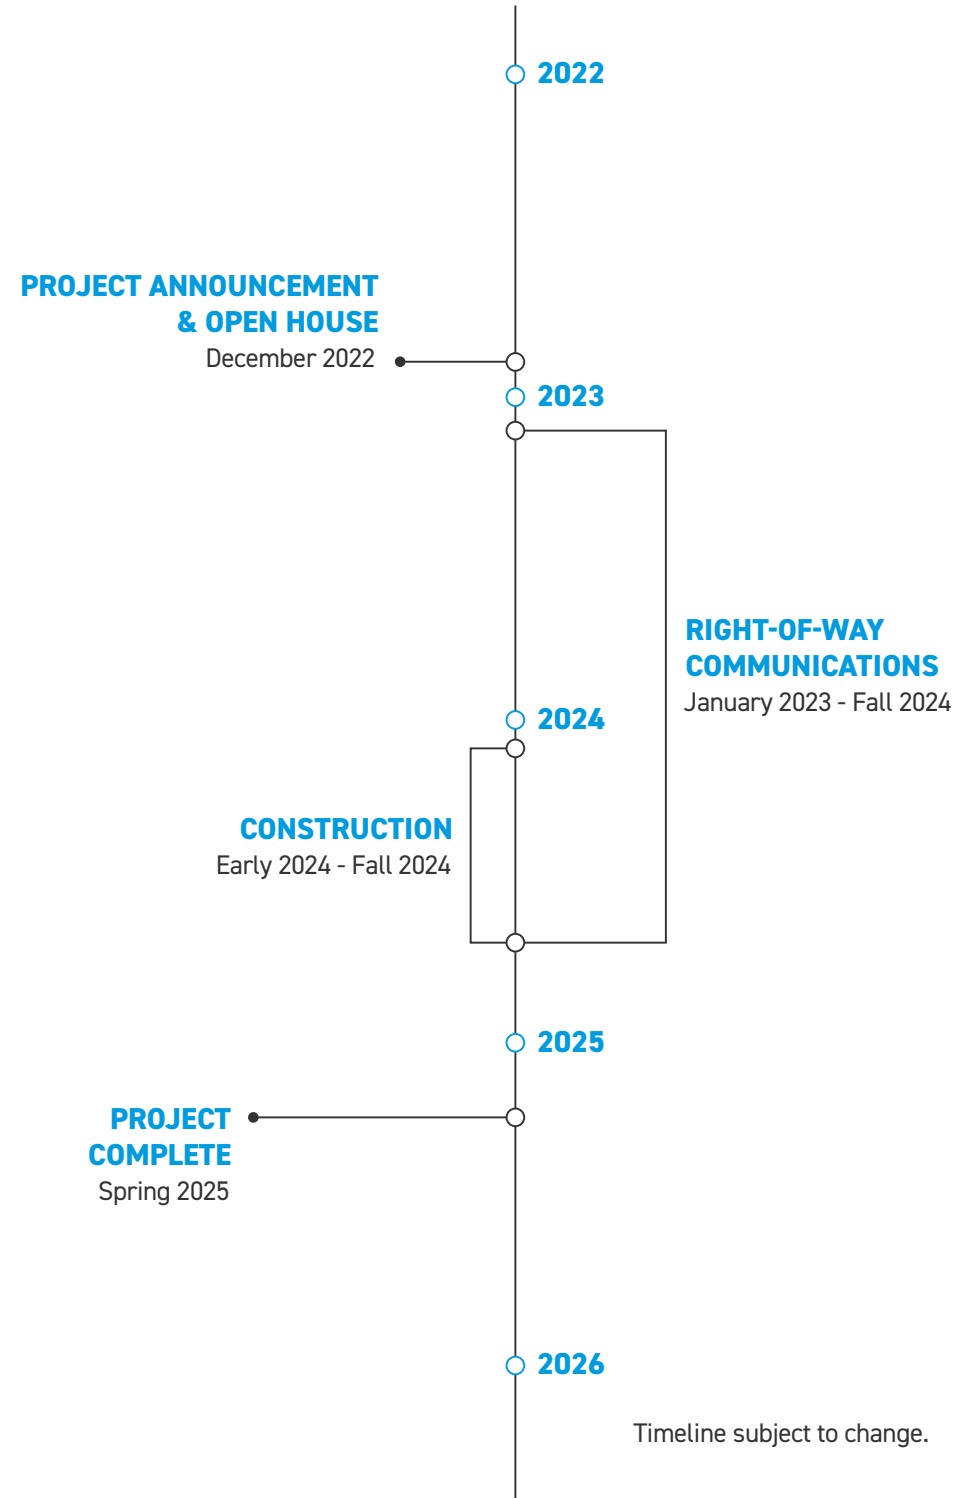 2022
PROJECT ANNOUNCEMENT
& OPEN HOUSE
December 2022
2023
RIGHT-OF-WAY
COMMUNICATIONS
January 2023 - Fall 2024
2024
CONSTRUCTION
Early 2024 - Fall 2024
2025
PROJECT
COMPLETE
Spring 2025
2026
Timeline subject to change.